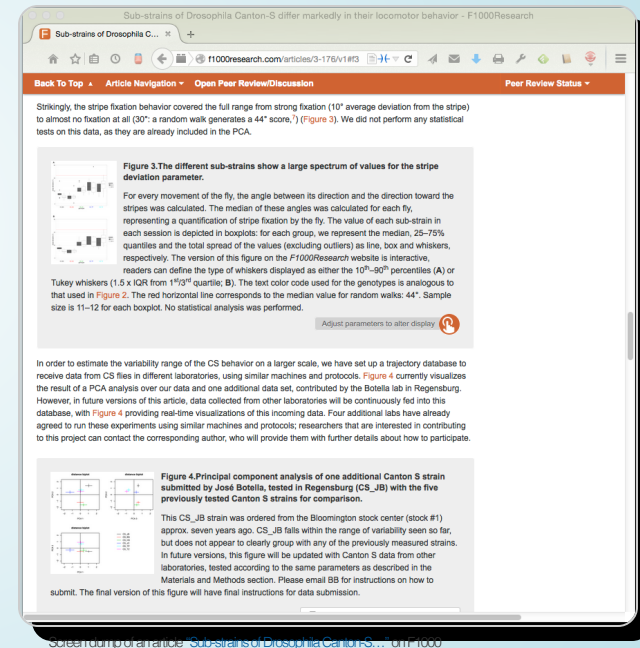 Sub-strains of Drosophila Canton-S differ markedly in their locomotor behavior - F1000Research
Sub-strains of Drosophila C... × +
f1000research.com/articles/3-176/v1#f3
Back To Top ▲ Article Navigation ▾ Open Peer Review/Discussion Peer Review Status ▾
Strikingly, the stripe fixation behavior covered the full range from strong fixation (10° average deviation from the stripe)
to almost no fixation at all (30°: a random walk generates a 44° score,⁷) (Figure 3). We did not perform any statistical
tests on this data, as they are already included in the PCA.
Figure 3.The different sub-strains show a large spectrum of values for the stripe
deviation parameter.
For every movement of the fly, the angle between its direction and the direction toward the
stripes was calculated. The median of these angles was calculated for each fly,
representing a quantification of stripe fixation by the fly. The value of each sub-strain in
each session is depicted in boxplots: for each group, we represent the median, 25–75%
quantiles and the total spread of the values (excluding outliers) as line, box and whiskers,
respectively. The version of this figure on the F1000Research website is interactive,
readers can define the type of whiskers displayed as either the 10th–90th percentiles (A) or
Tukey whiskers (1.5 x IQR from 1st/3rd quartile; B). The text color code used for the genotypes is analogous to
that used in Figure 2. The red horizontal line corresponds to the median value for random walks: 44°. Sample
size is 11–12 for each boxplot. No statistical analysis was performed.
Adjust parameters to alter display
In order to estimate the variability range of the CS behavior on a larger scale, we have set up a trajectory database to
receive data from CS flies in different laboratories, using similar machines and protocols. Figure 4 currently visualizes
the result of a PCA analysis over our data and one additional data set, contributed by the Botella lab in Regensburg.
However, in future versions of this article, data collected from other laboratories will be continuously fed into this
database, with Figure 4 providing real-time visualizations of this incoming data. Four additional labs have already
agreed to run these experiments using similar machines and protocols; researchers that are interested in contributing
to this project can contact the corresponding author, who will provide them with further details about how to participate.
Figure 4.Principal component analysis of one additional Canton S strain
submitted by José Botella, tested in Regensburg (CS_JB) with the five
previously tested Canton S strains for comparison.
This CS_JB strain was ordered from the Bloomington stock center (stock #1)
approx. seven years ago. CS_JB falls within the range of variability seen so far,
but does not appear to clearly group with any of the previously measured strains.
In future versions, this figure will be updated with Canton S data from other
laboratories, tested according to the same parameters as described in the
Materials and Methods section. Please email BB for instructions on how to
submit. The final version of this figure will have final instructions for data submission.
Screen dump of an article "Sub-strains of Drosophila Canton-S…" on F1000